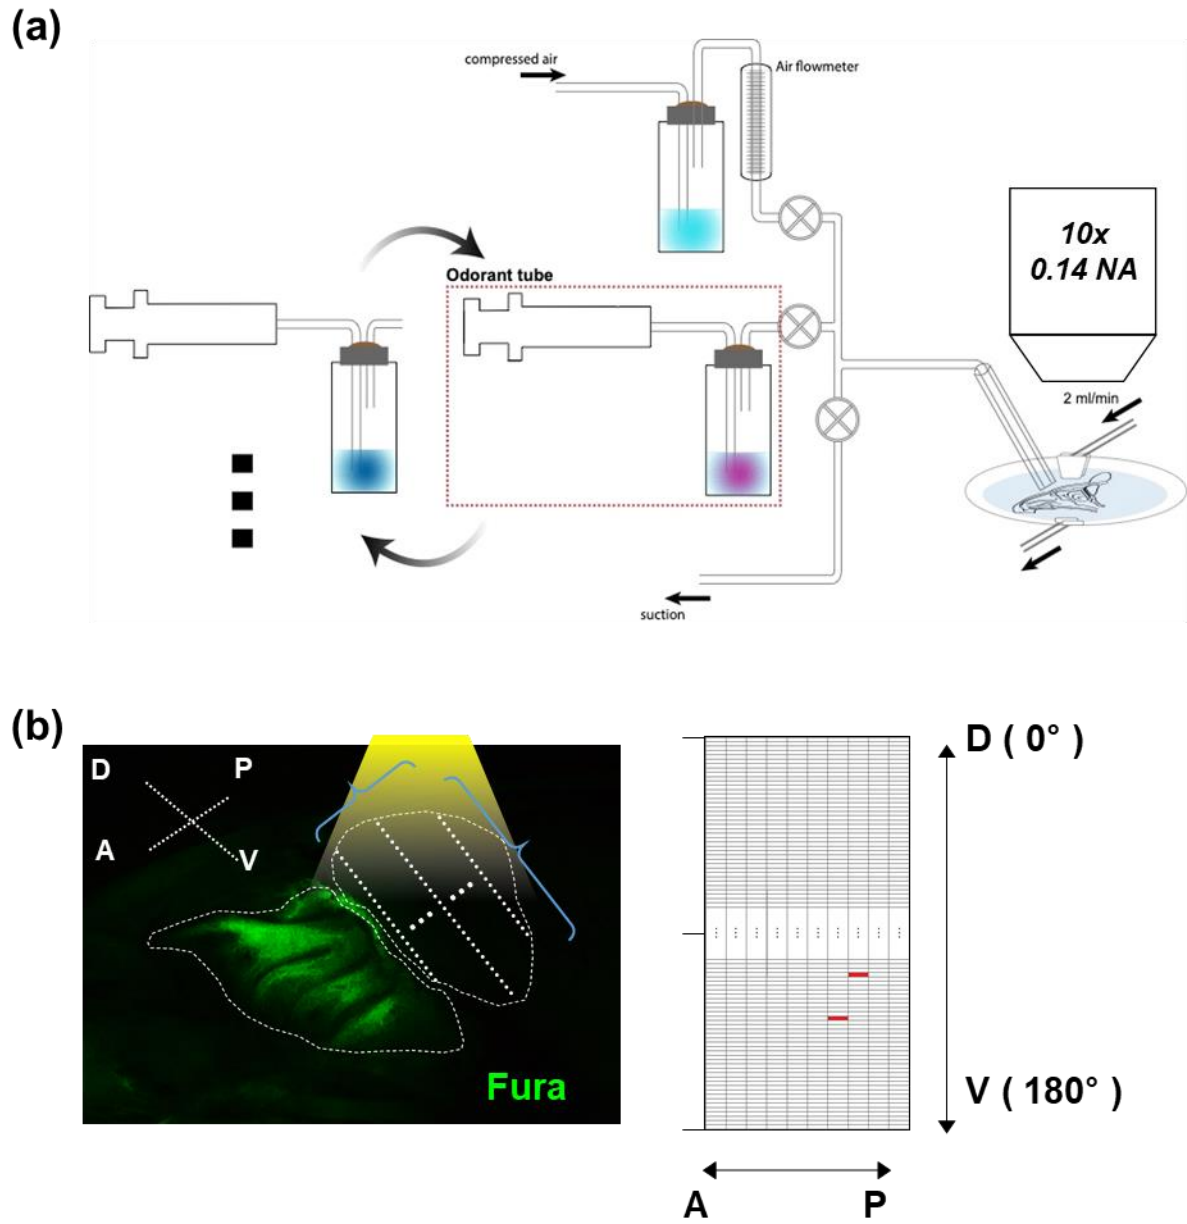 (a)
compressed air
Air flowmeter
10x
0.14 NA
Odorant tube
2 ml/min
suction
(b)
D
P
A
V
Fura
D ( 0° )
V ( 180° )
A
P